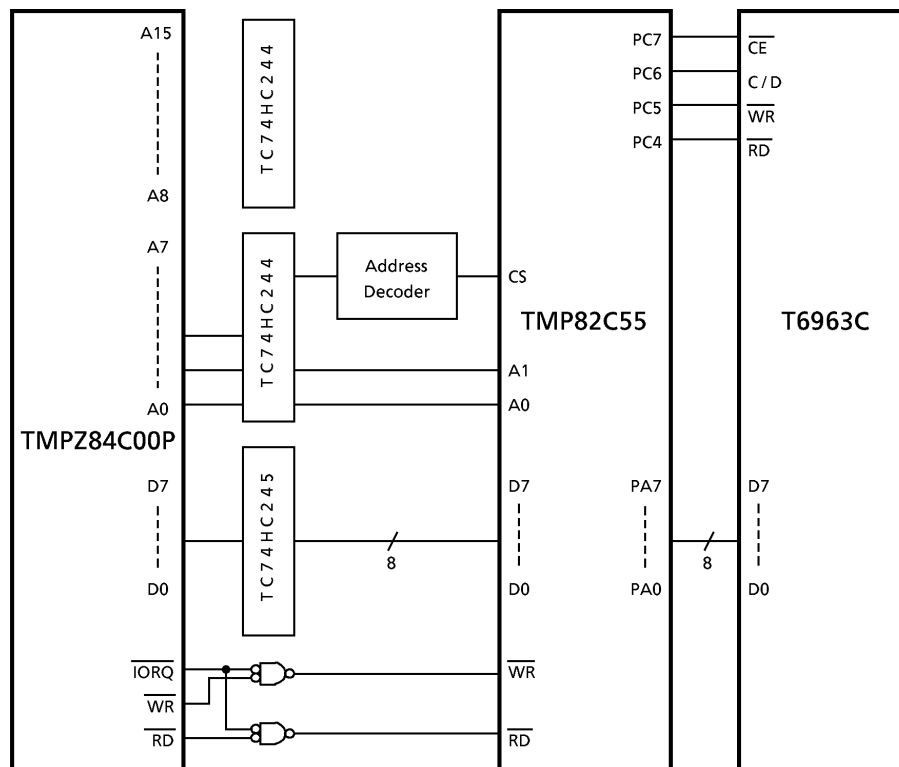 A15
A8
A7
A0
TMPZ84C00P
D7
D0
IORQ
WR
RD
TC74HC244
TC74HC244
TC74HC245
Address
Decoder
8
PC7
PC6
PC5
PC4
CS
TMP82C55
A1
A0
D7
PA7
D0
PA0
WR
RD
8
CE
C/D
WR
RD
T6963C
D7
D0